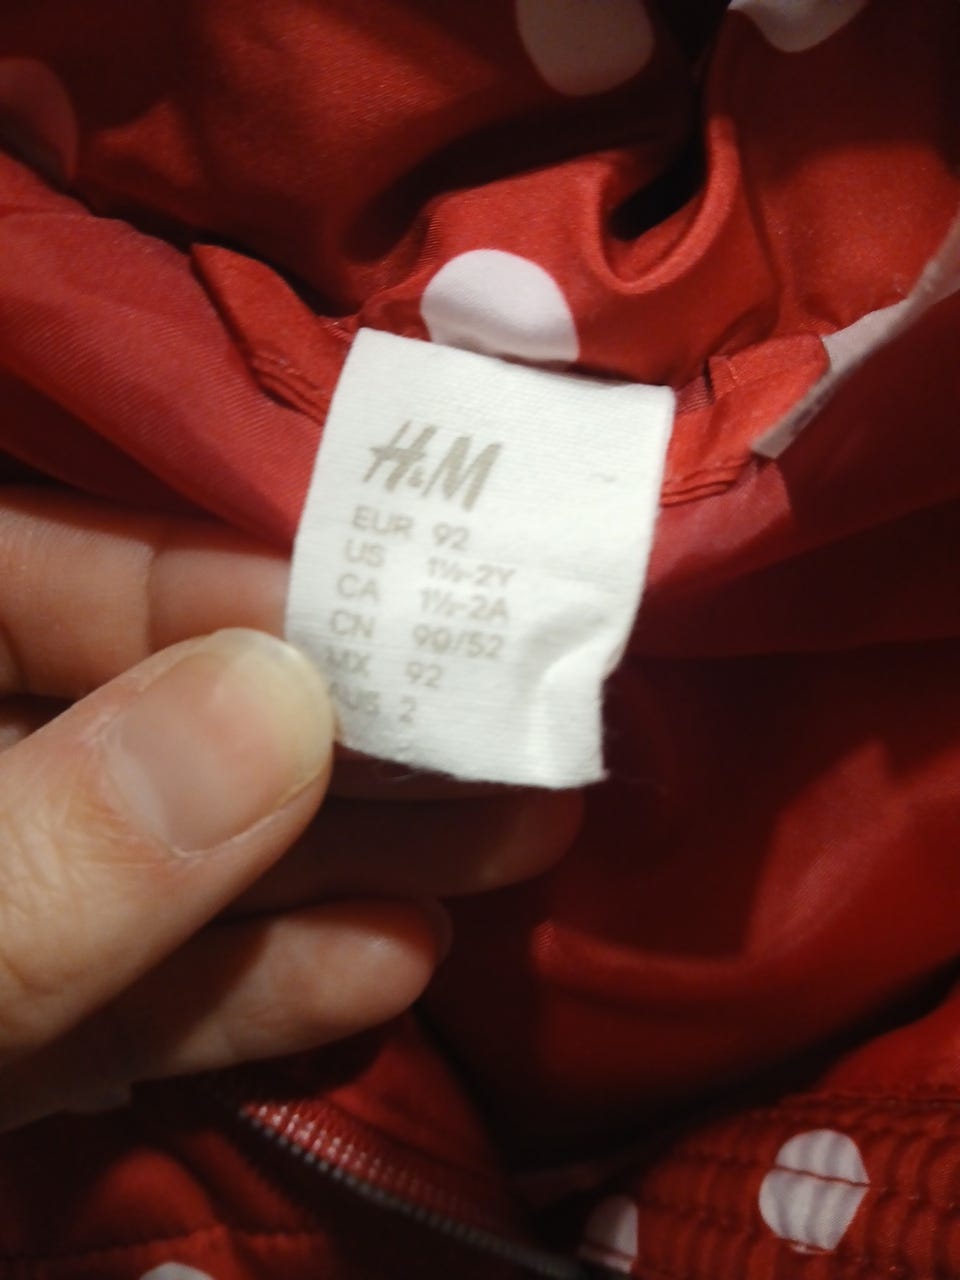 H&M
EUR 92
US 1½-2Y
CA 1½-2A
CN 90/52
MX 92
AUS 2